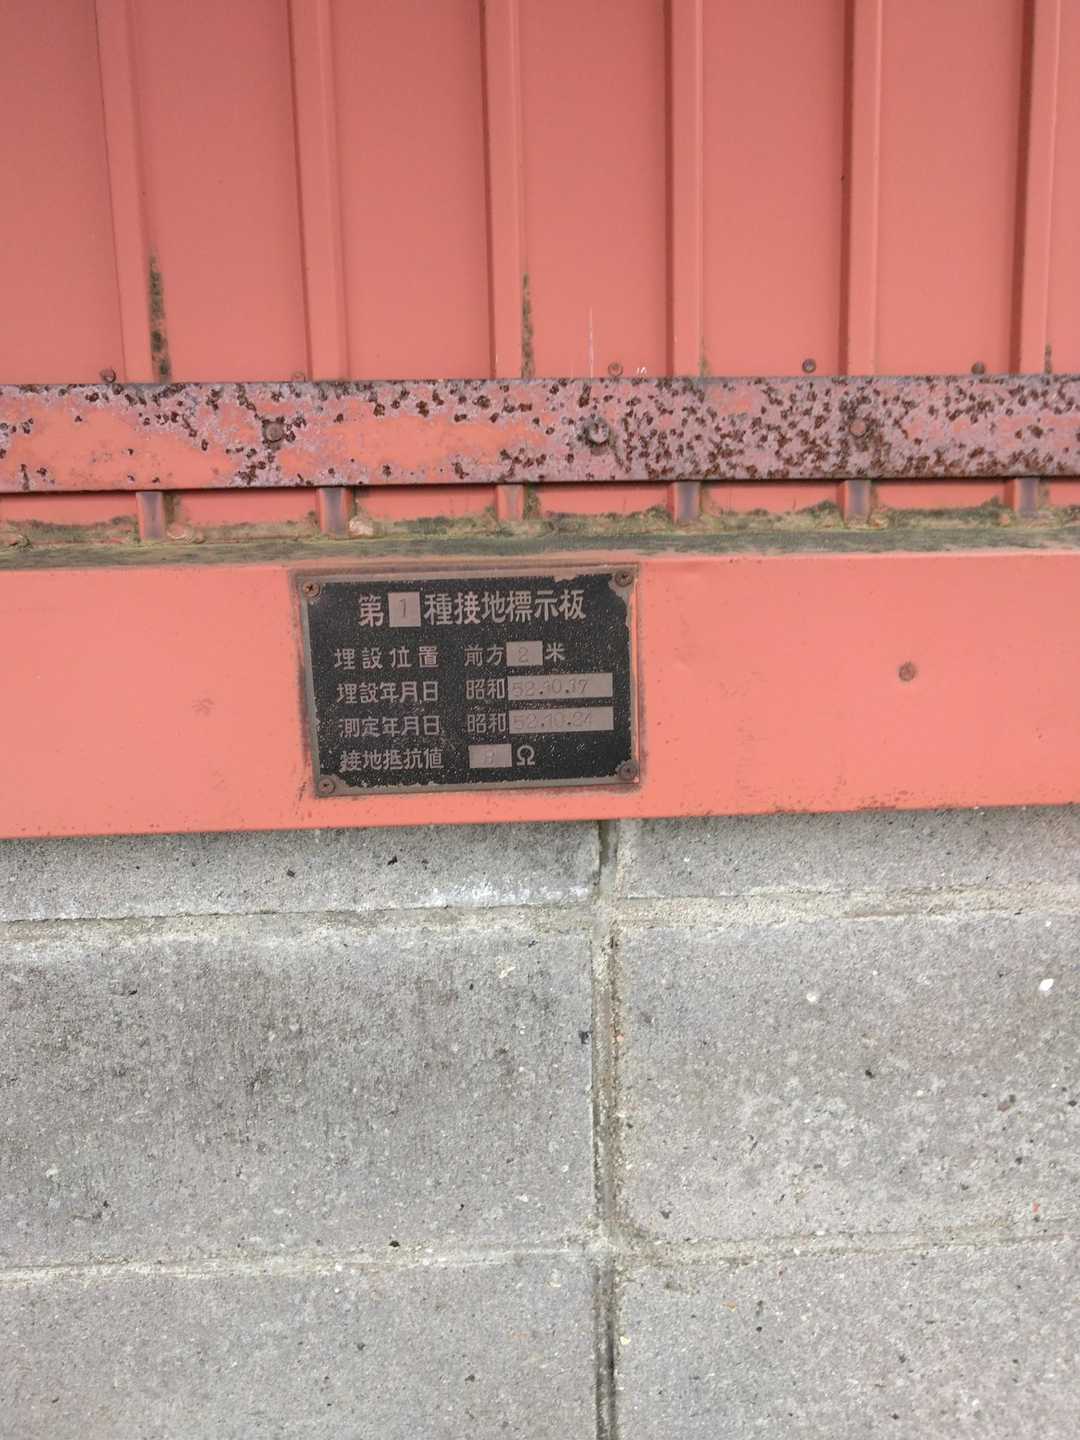 第1種接地標示板
埋設位置 前方2米
埋設年月日 昭和52.10.17
測定年月日 昭和52.10.24
接地抵抗値 Ω